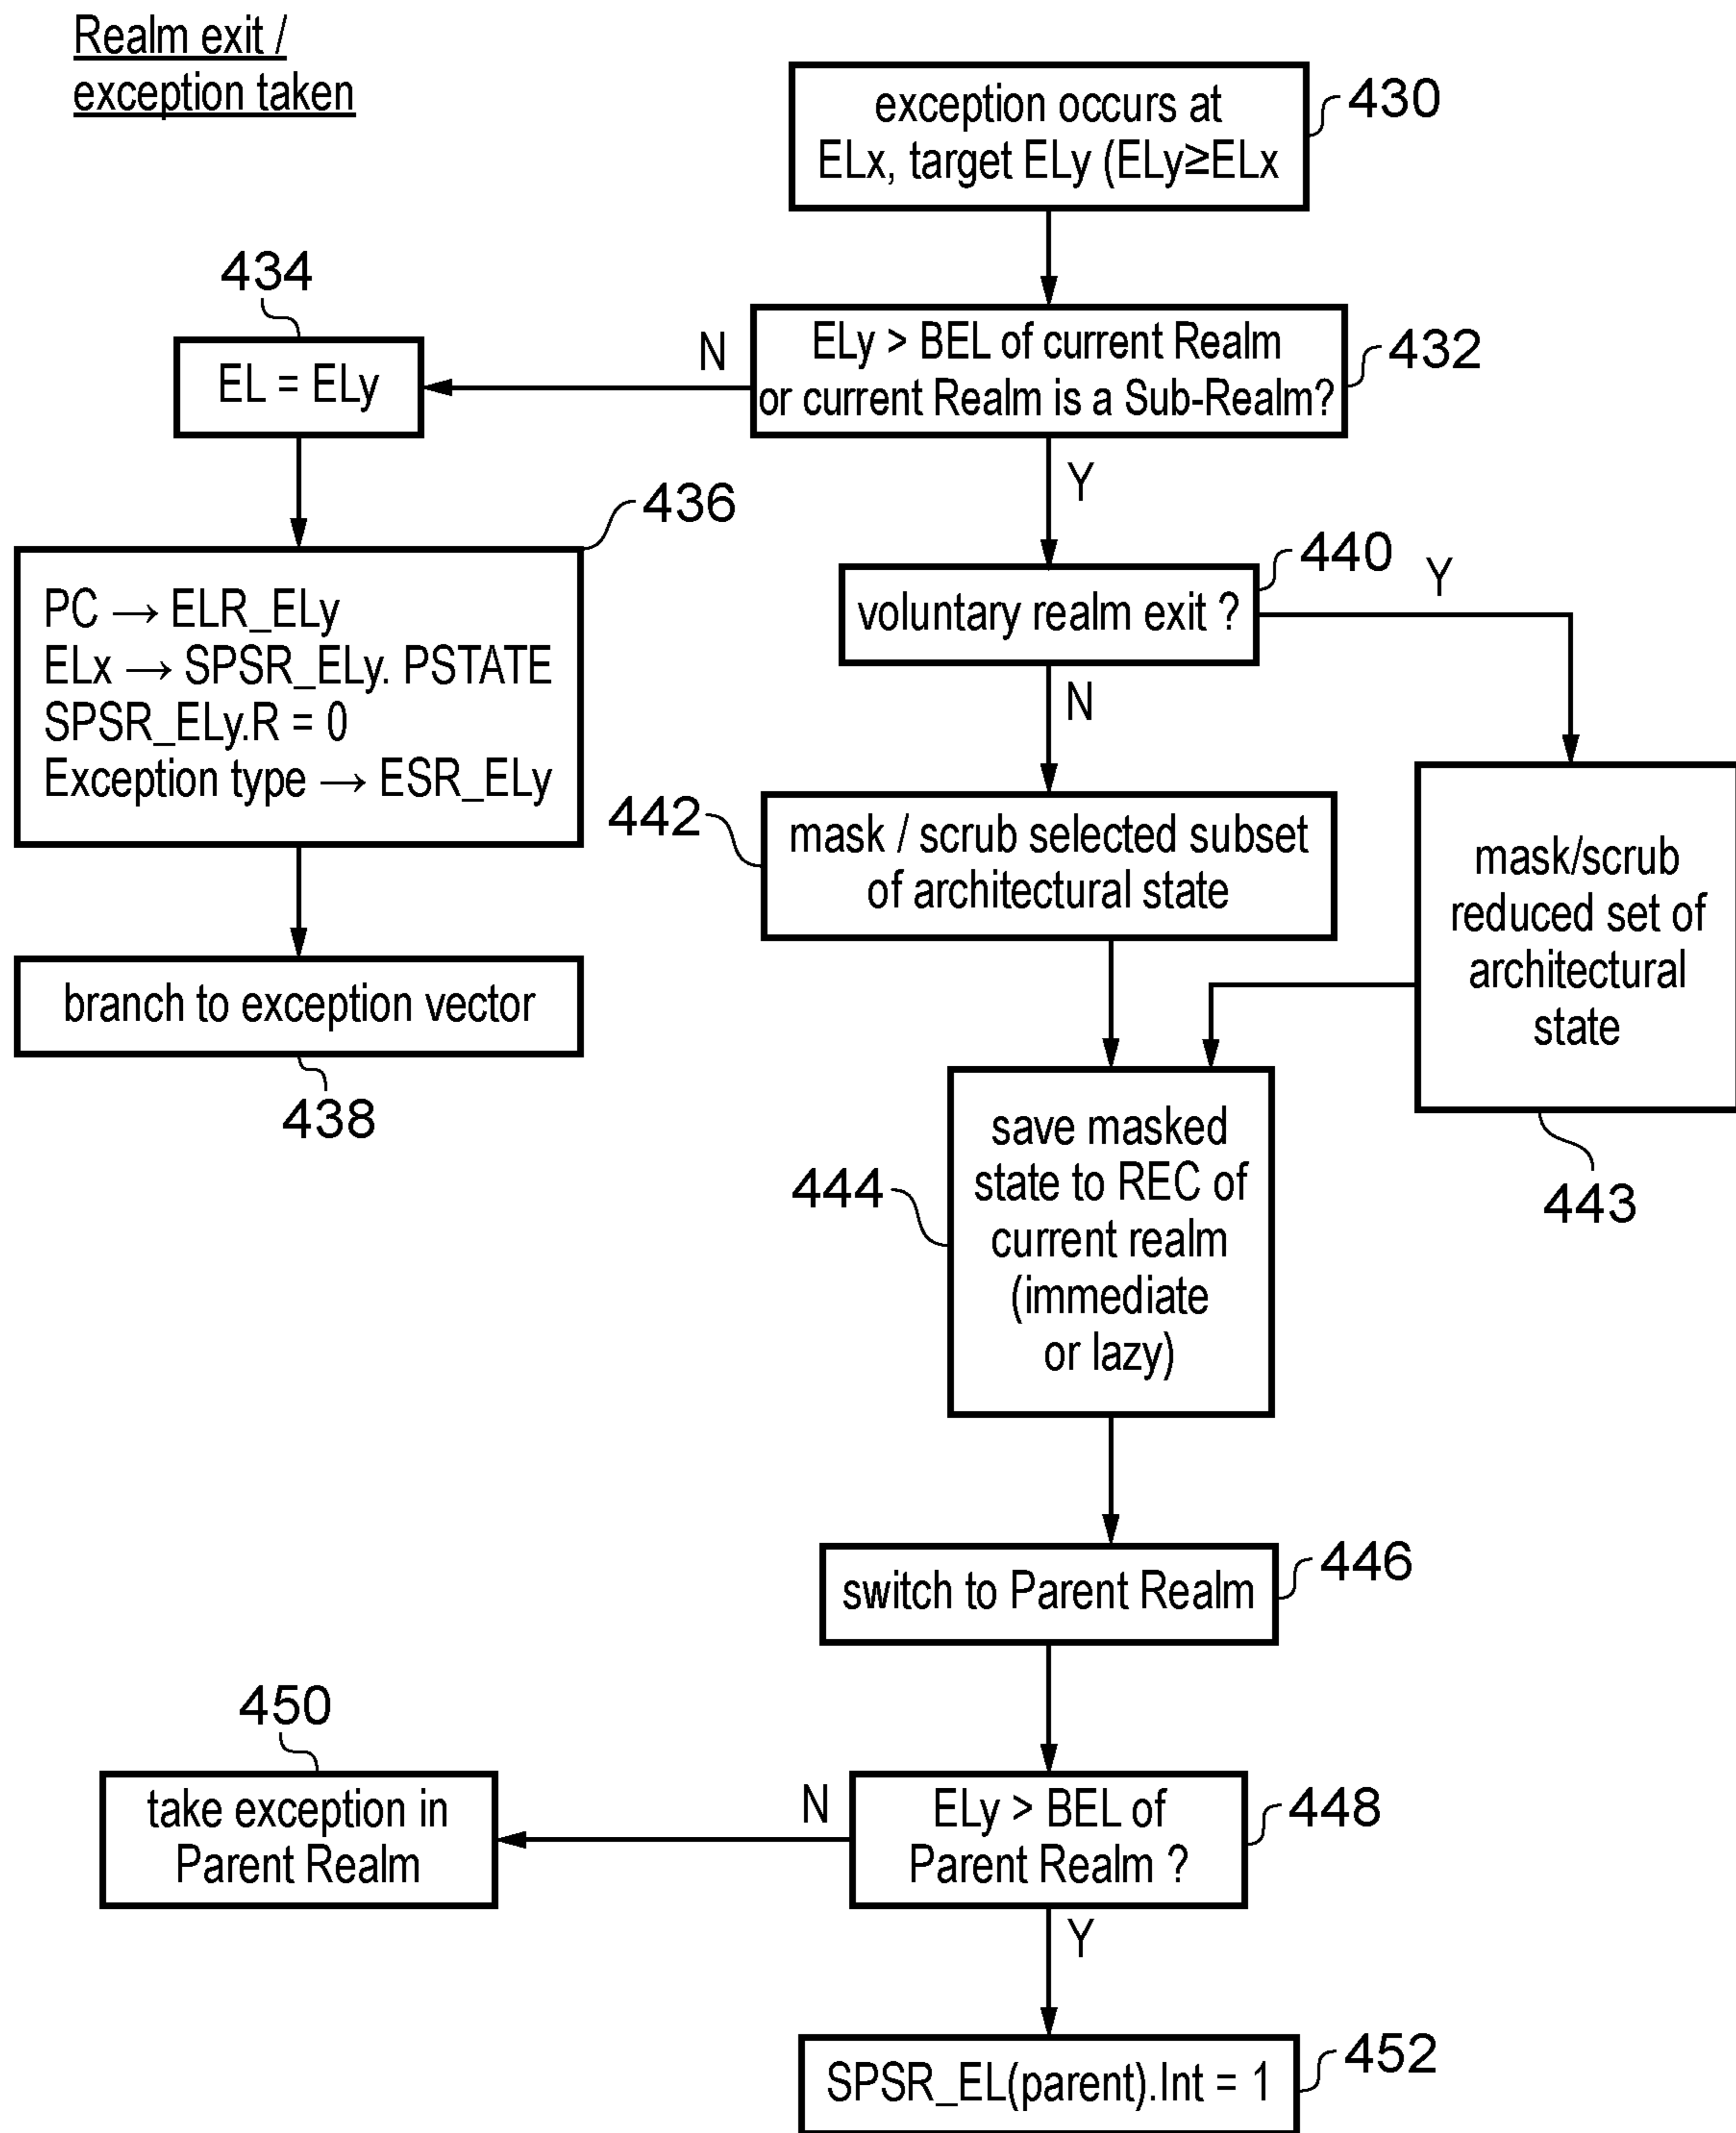 Realm exit /
exception taken
exception occurs at
ELx, target ELy (ELy≥ELx
430
ELy > BEL of current Realm
or current Realm is a Sub-Realm?
432
N
434
EL = ELy
436
PC → ELR_ELy
ELx → SPSR_ELy. PSTATE
SPSR_ELy.R = 0
Exception type → ESR_ELy
branch to exception vector
438
Y
voluntary realm exit ?
440
Y
N
442
mask / scrub selected subset
of architectural state
mask/scrub
reduced set of
architectural
state
443
444
save masked
state to REC of
current realm
(immediate
or lazy)
switch to Parent Realm
446
ELy > BEL of
Parent Realm ?
448
N
450
take exception in
Parent Realm
Y
SPSR_EL(parent).Int = 1
452